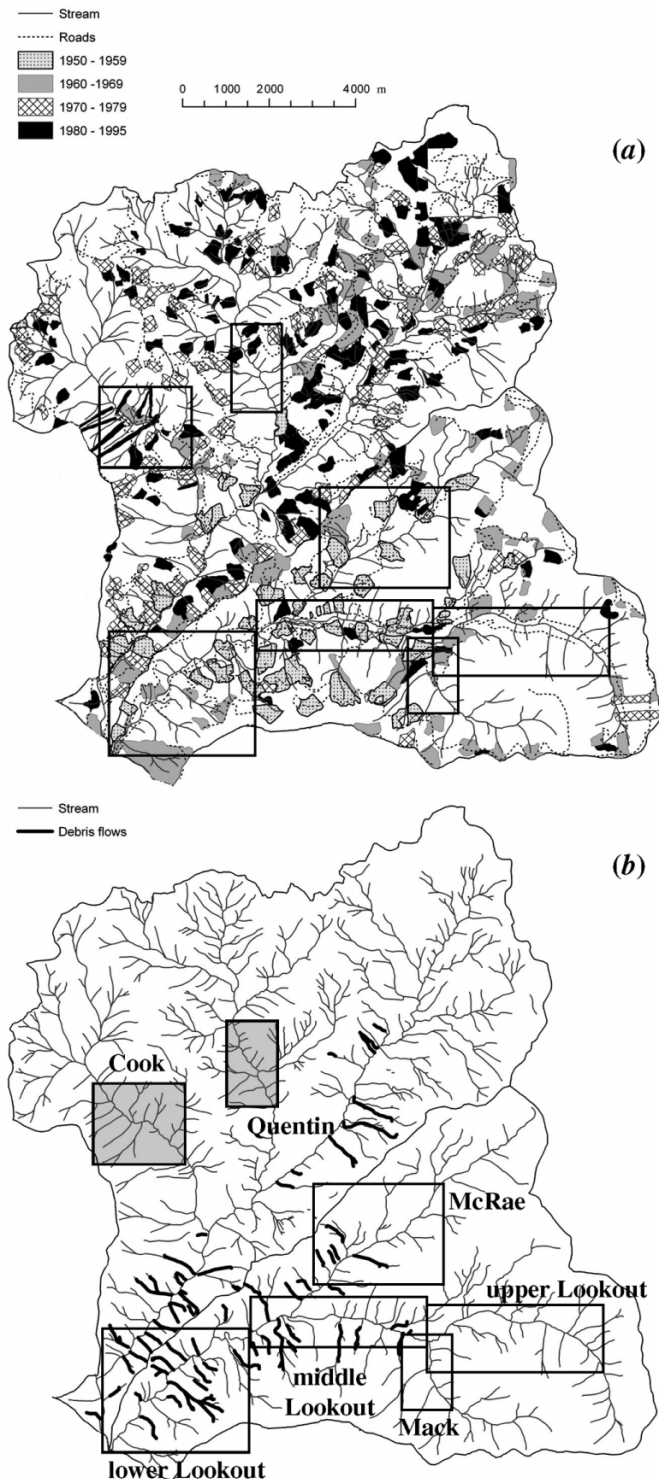 Stream
Roads
1950 - 1959
1960 -1969
1970 - 1979
1980 - 1995
0 1000 2000 4000 m
(a)
Stream
Debris flows
(b)
Cook
Quentin
McRae
upper Lookout
middle
Lookout
Mack
lower Lookout